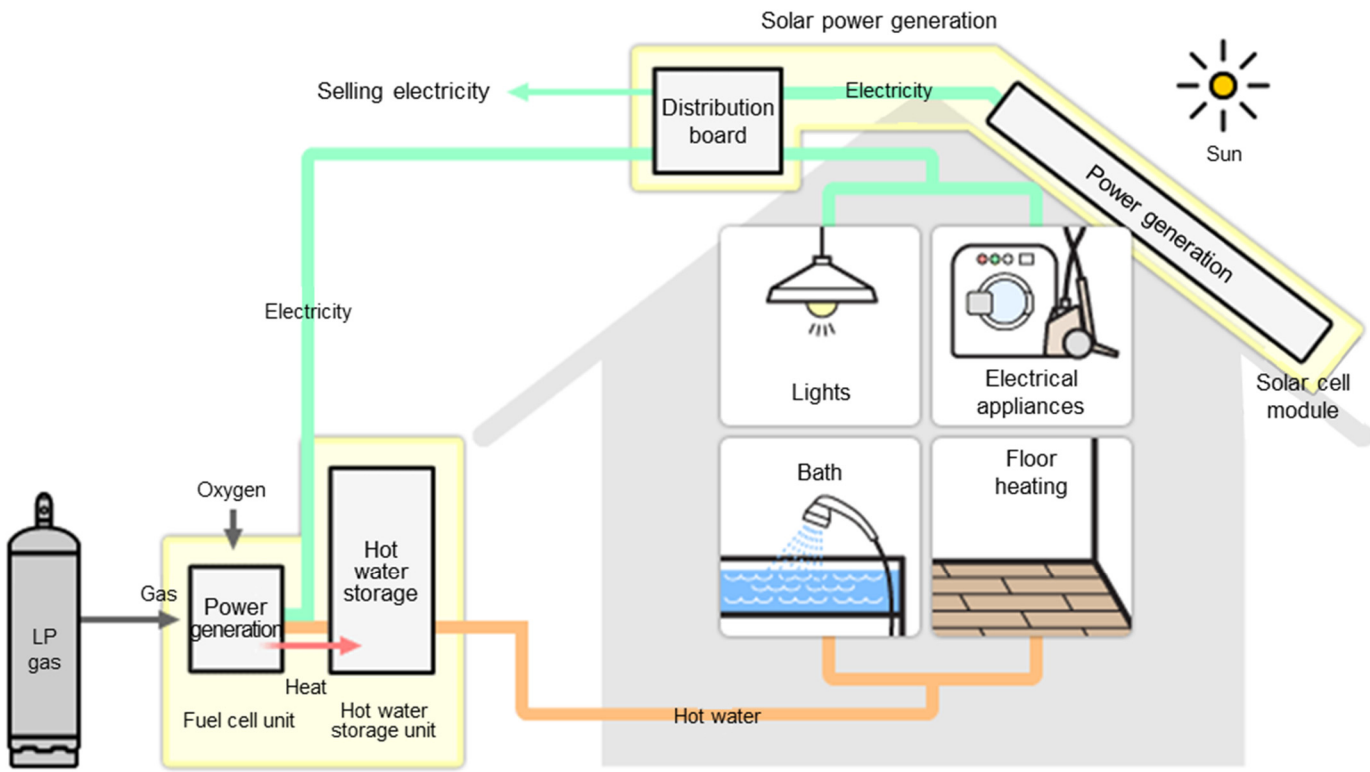 Solar power generation
Selling electricity
Distribution
board
Electricity
Sun
Power generation
Electricity
Lights
Electrical
appliances
Solar cell
module
Bath
Floor
heating
Oxygen
Hot
water
storage
Gas
Power
generation
LP
gas
Heat
Fuel cell unit
Hot water
storage unit
Hot water